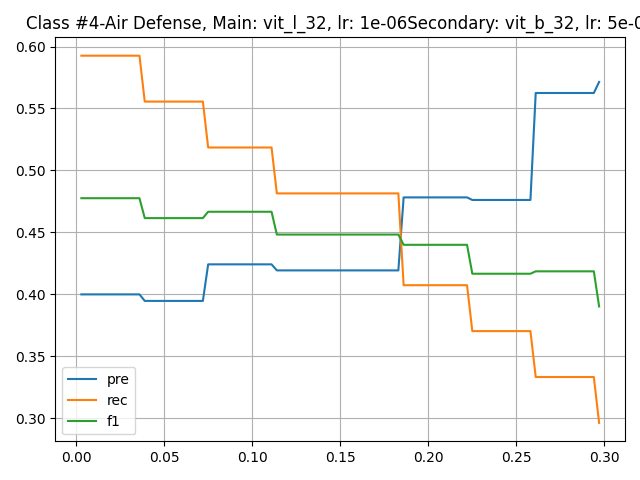 Class #4-Air Defense, Main: vit_l_32, lr: 1e-06Secondary: vit_b_32, lr: 5e-0
0.60
0.55
0.50
0.45
0.40
0.35
0.30
pre
rec
f1
0.00 0.05 0.10 0.15 0.20 0.25 0.30